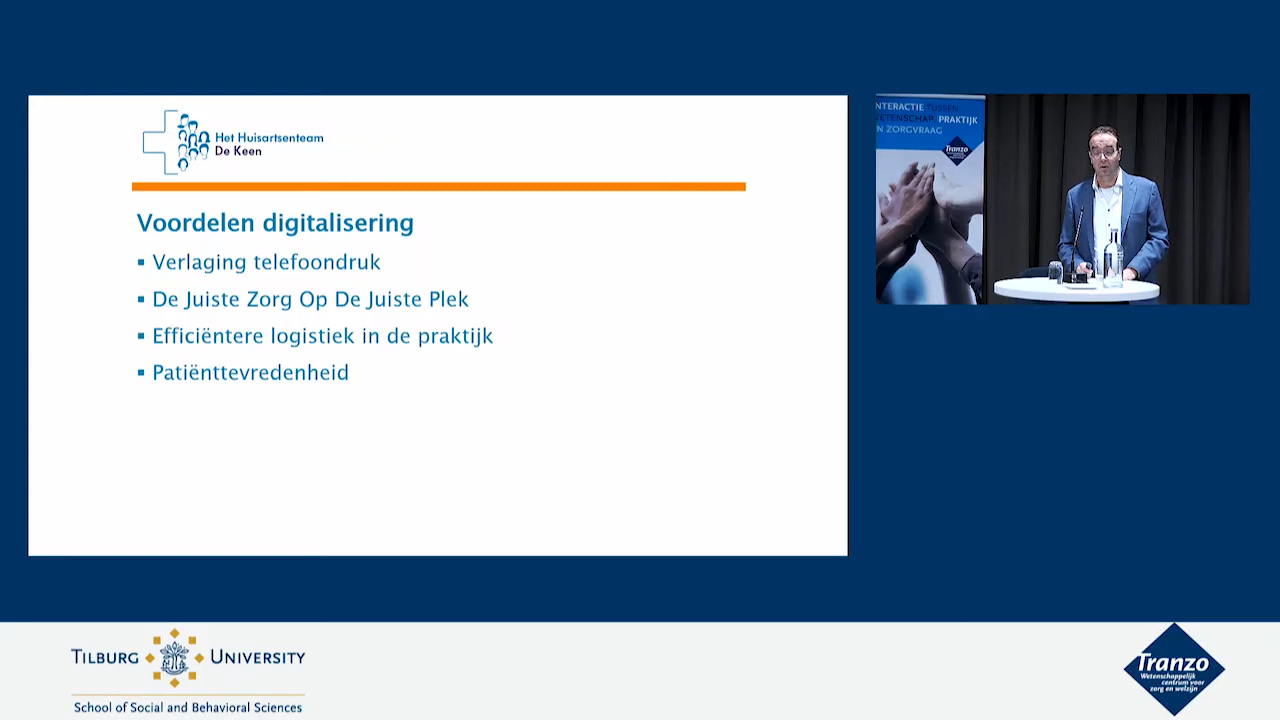 Het Huisartsenteam
De Keen
Voordelen digitalisering
▪ Verlaging telefoondruk
▪ De Juiste Zorg Op De Juiste Plek
▪ Efficiëntere logistiek in de praktijk
▪ Patiënttevredenheid
INTERACTIE TUSSEN
WETENSCHAP, PRAKTIJK
EN ZORGVRAAG
Tranzo
TILBURG UNIVERSITY
School of Social and Behavioral Sciences
Tranzo
Wetenschappelijk
centrum voor
zorg en welzijn